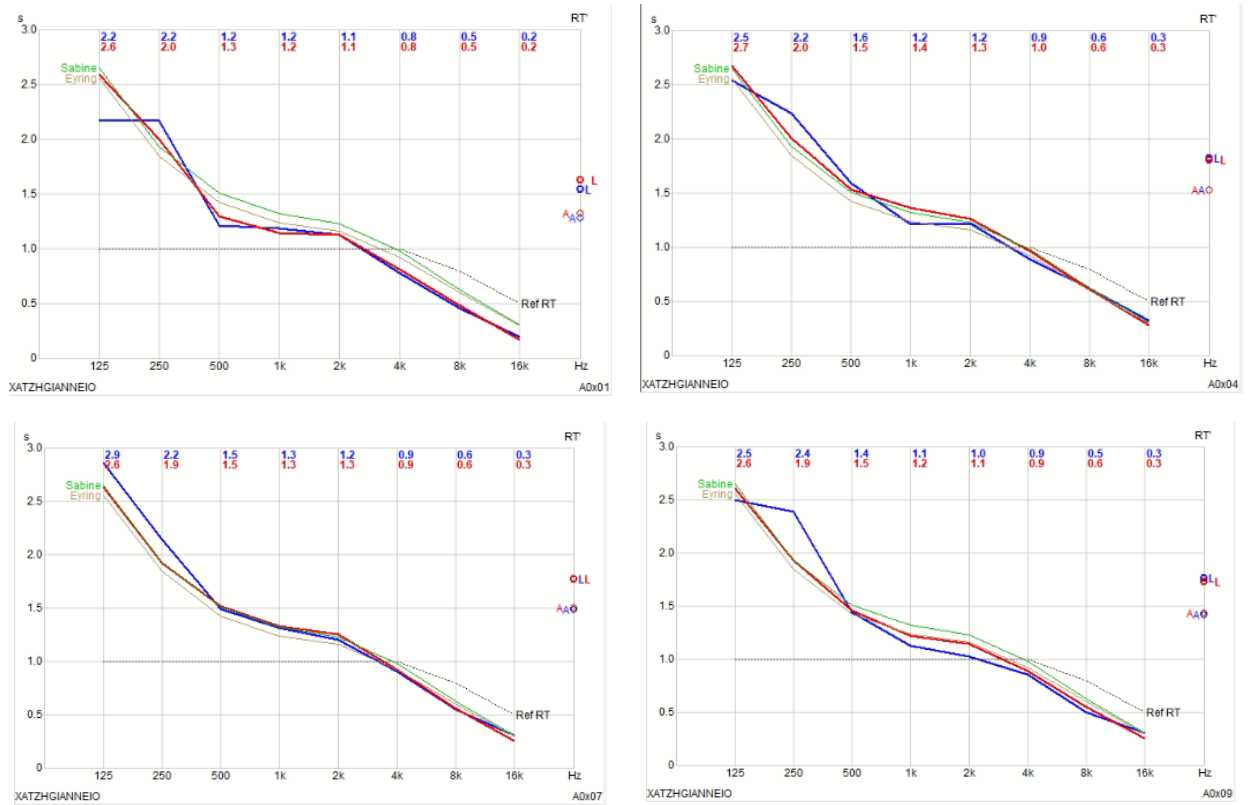 s RT'
3.0 2.2 2.2 1.2 1.2 1.1 0.8 0.5 0.2
2.6 2.0 1.3 1.2 1.1 0.8 0.5 0.2
Sabine
Eyring
2.5
2.0
1.5
L
L
A
A
1.0
0.5
Ref RT
0
125 250 500 1k 2k 4k 8k 16k Hz
XATZHGIANNEIO A0x01
s RT'
3.0 2.5 2.2 1.6 1.2 1.2 0.9 0.6 0.3
2.7 2.0 1.5 1.4 1.3 1.0 0.6 0.3
Sabine
Eyring
2.5
2.0
L L
1.5
A A
1.0
0.5
Ref RT
0
125 250 500 1k 2k 4k 8k 16k Hz
XATZHGIANNEIO A0x04
s RT'
3.0 2.9 2.2 1.5 1.3 1.2 0.9 0.6 0.3
2.6 1.9 1.5 1.3 1.3 0.9 0.6 0.3
Sabine
Eyring
2.5
2.0
L L
1.5
A A
1.0
0.5
Ref RT
0
125 250 500 1k 2k 4k 8k 16k Hz
XATZHGIANNEIO A0x07
s RT'
3.0 2.5 2.4 1.4 1.1 1.0 0.9 0.5 0.3
2.6 1.9 1.5 1.2 1.1 0.9 0.6 0.3
Sabine
Eyring
2.5
2.0
L L
1.5
A A
1.0
0.5
Ref RT
0
125 250 500 1k 2k 4k 8k 16k Hz
XATZHGIANNEIO A0x09